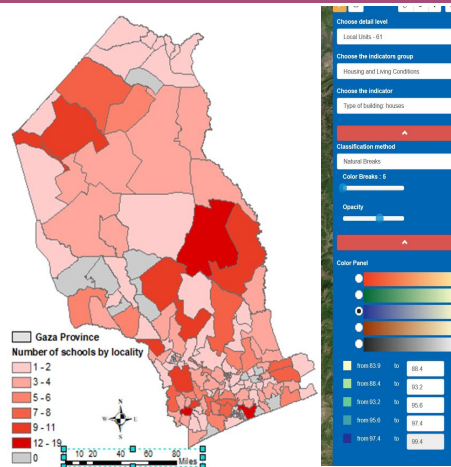 Gaza Province
Number of schools by locality
1 - 2
3 - 4
5 - 6
7 - 8
9 - 11
12 - 19
0
N
W
E
S
10 20 40 60 80
Miles
Choose detail level
Local Units - 61
Choose the indicators group
Housing and Living Conditions
Choose the indicator
Type of building: houses
Classification method
Natural Breaks
Color Breaks : 5
Opacity
Color Panel
from 83.9 to 88.4
from 88.4 to 93.2
from 93.2 to 95.6
from 95.6 to 97.4
from 97.4 to 99.4